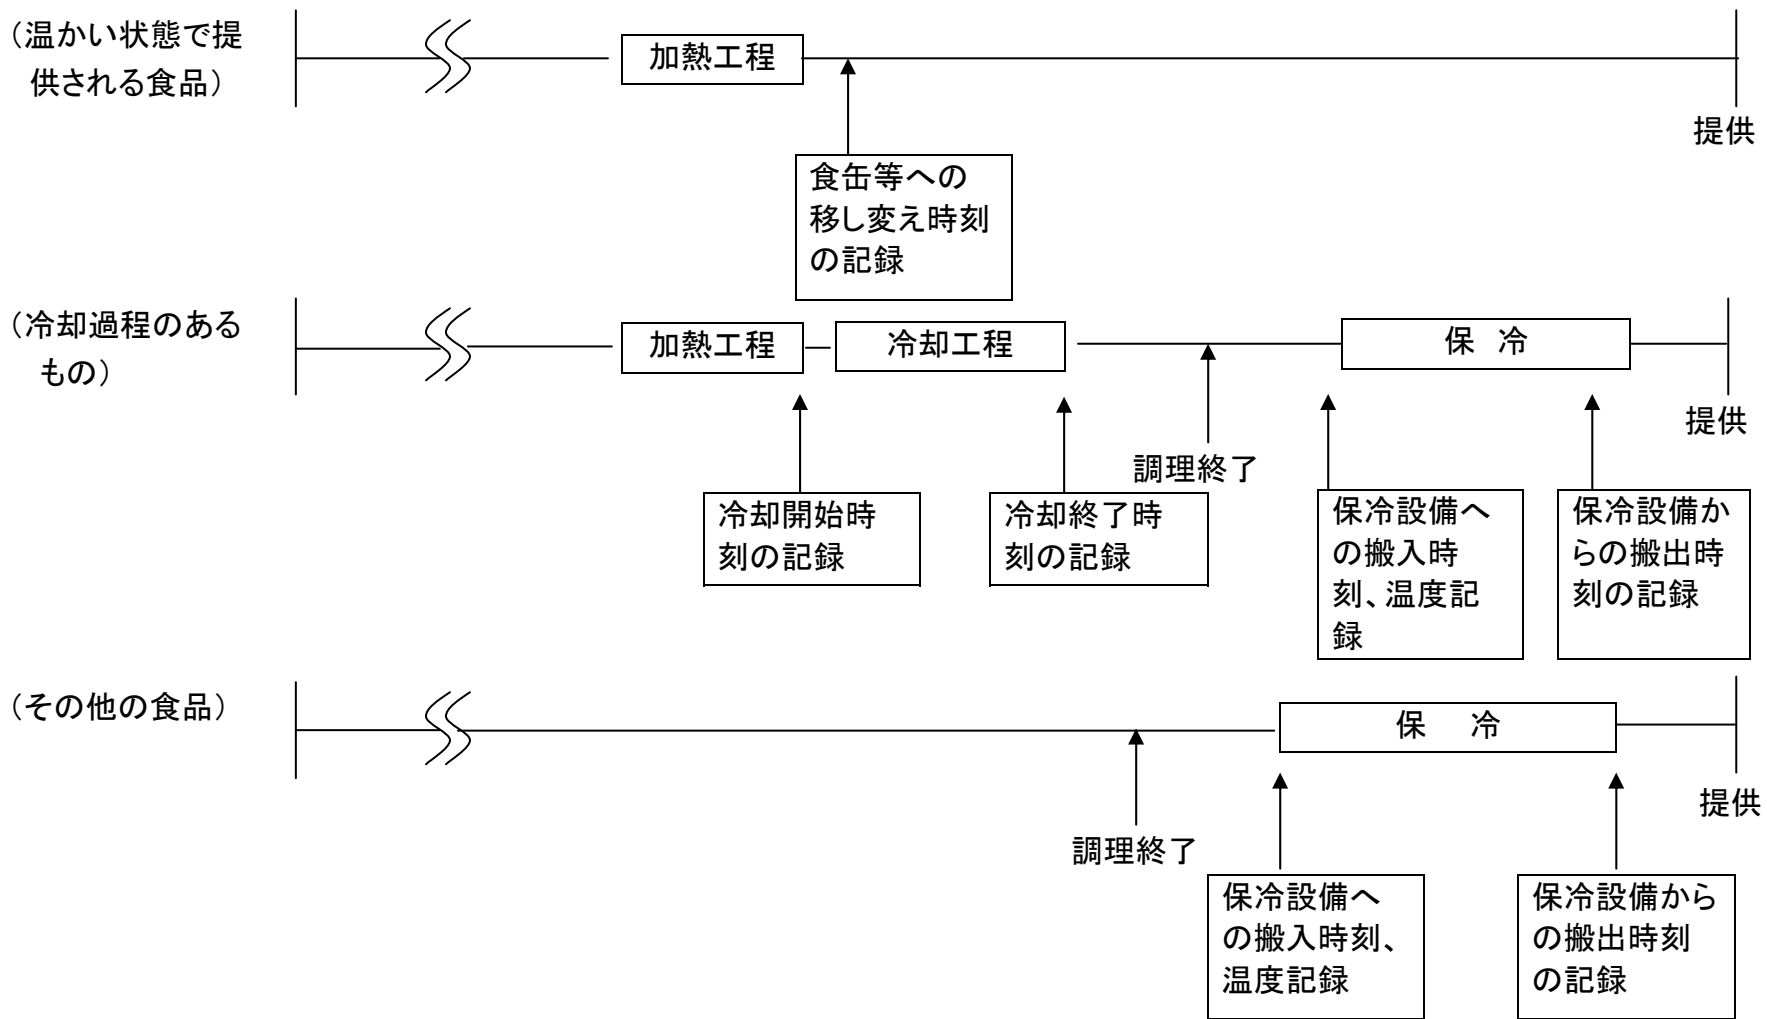 (温かい状態で提
供される食品)
加熱工程
提供
食缶等への
移し変え時刻
の記録
(冷却過程のある
もの)
加熱工程
冷却工程
保 冷
提供
調理終了
冷却開始時
刻の記録
冷却終了時
刻の記録
保冷設備へ
の搬入時
刻、温度記
録
保冷設備か
らの搬出時
刻の記録
(その他の食品)
保 冷
提供
調理終了
保冷設備へ
の搬入時刻、
温度記録
保冷設備から
の搬出時刻
の記録